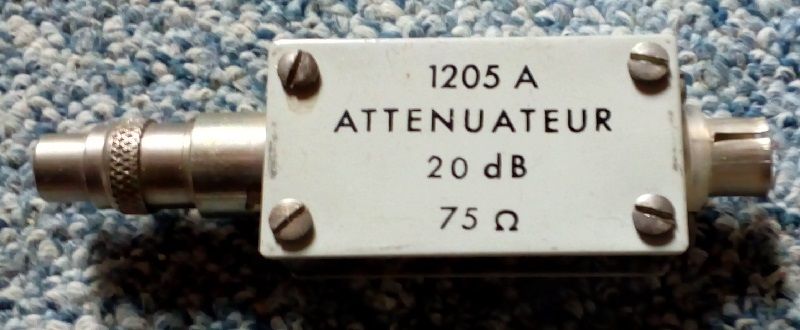 1205 A
ATTENUATEUR
20 dB
75 Ω